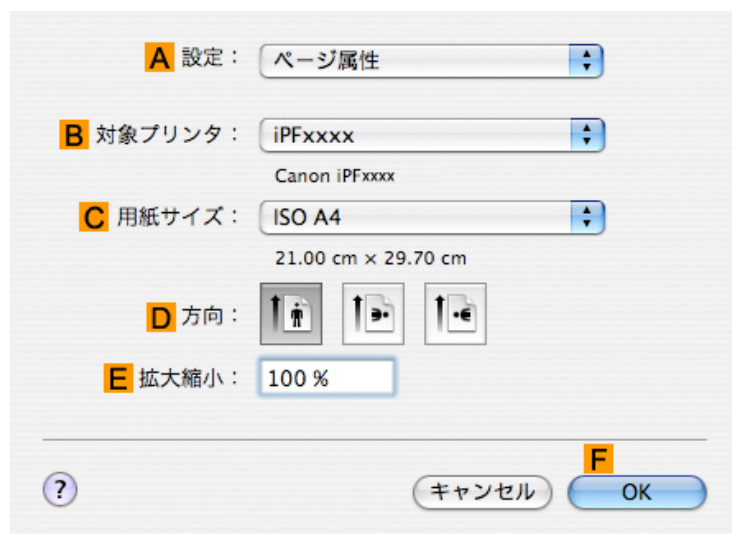 A 設定： ページ属性
B 対象プリンタ： iPFxxxx
Canon iPFxxxx
C 用紙サイズ： ISO A4
21.00 cm × 29.70 cm
D 方向：
E 拡大縮小： 100 %
F
? キャンセル OK